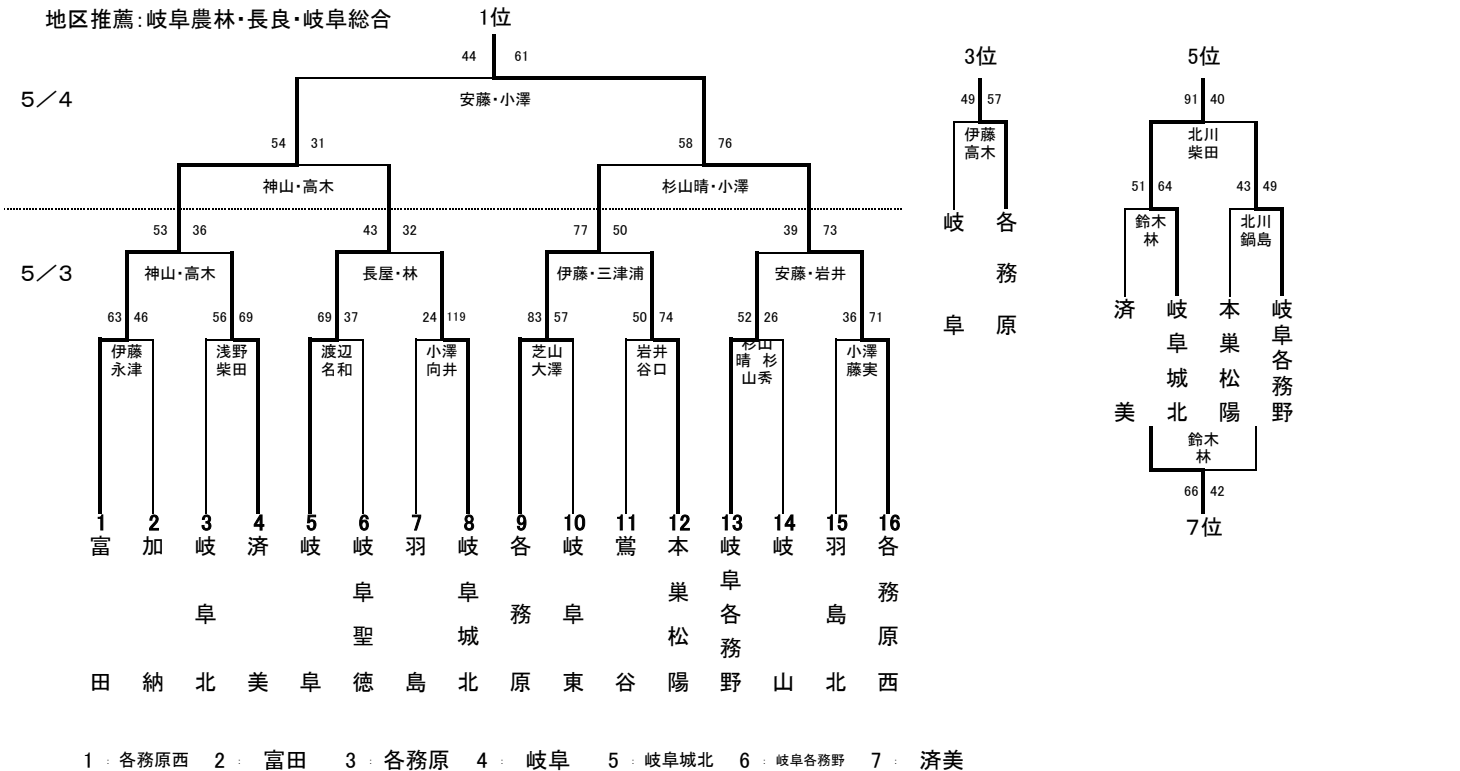 地区推薦：岐阜農林・長良・岐阜総合
1位
44 61
5／4
安藤・小澤
54 31
58 76
神山・高木
杉山晴・小澤
53 36
43 32
77 50
39 73
5／3
神山・高木
長屋・林
伊藤・三津浦
安藤・岩井
63 46
56 69
69 37
24 119
83 57
50 74
52 26
36 71
伊藤
永津
浅野
柴田
渡辺
名和
小澤
向井
芝山
大澤
岩井
谷口
杉山
晴 杉
山秀
小澤
藤実
1 2 3 4 5 6 7 8 9 10 11 12 13 14 15 16
富田
加納
岐阜北
済美
岐阜
岐阜聖徳
羽島
岐阜城北
各務原
岐阜東
鶯谷
本巣松陽
岐阜各務野
岐山
羽島北
各務原西
3位
49 57
伊藤
高木
岐阜
各務原
5位
91 40
北川
柴田
51 64
43 49
鈴木
林
北川
鍋島
済美
岐阜城北
本巣松陽
岐阜各務野
鈴木
林
66 42
7位
1 : 各務原西 2 : 富田 3 : 各務原 4 : 岐阜 5 : 岐阜城北 6 : 岐阜各務野 7 : 済美